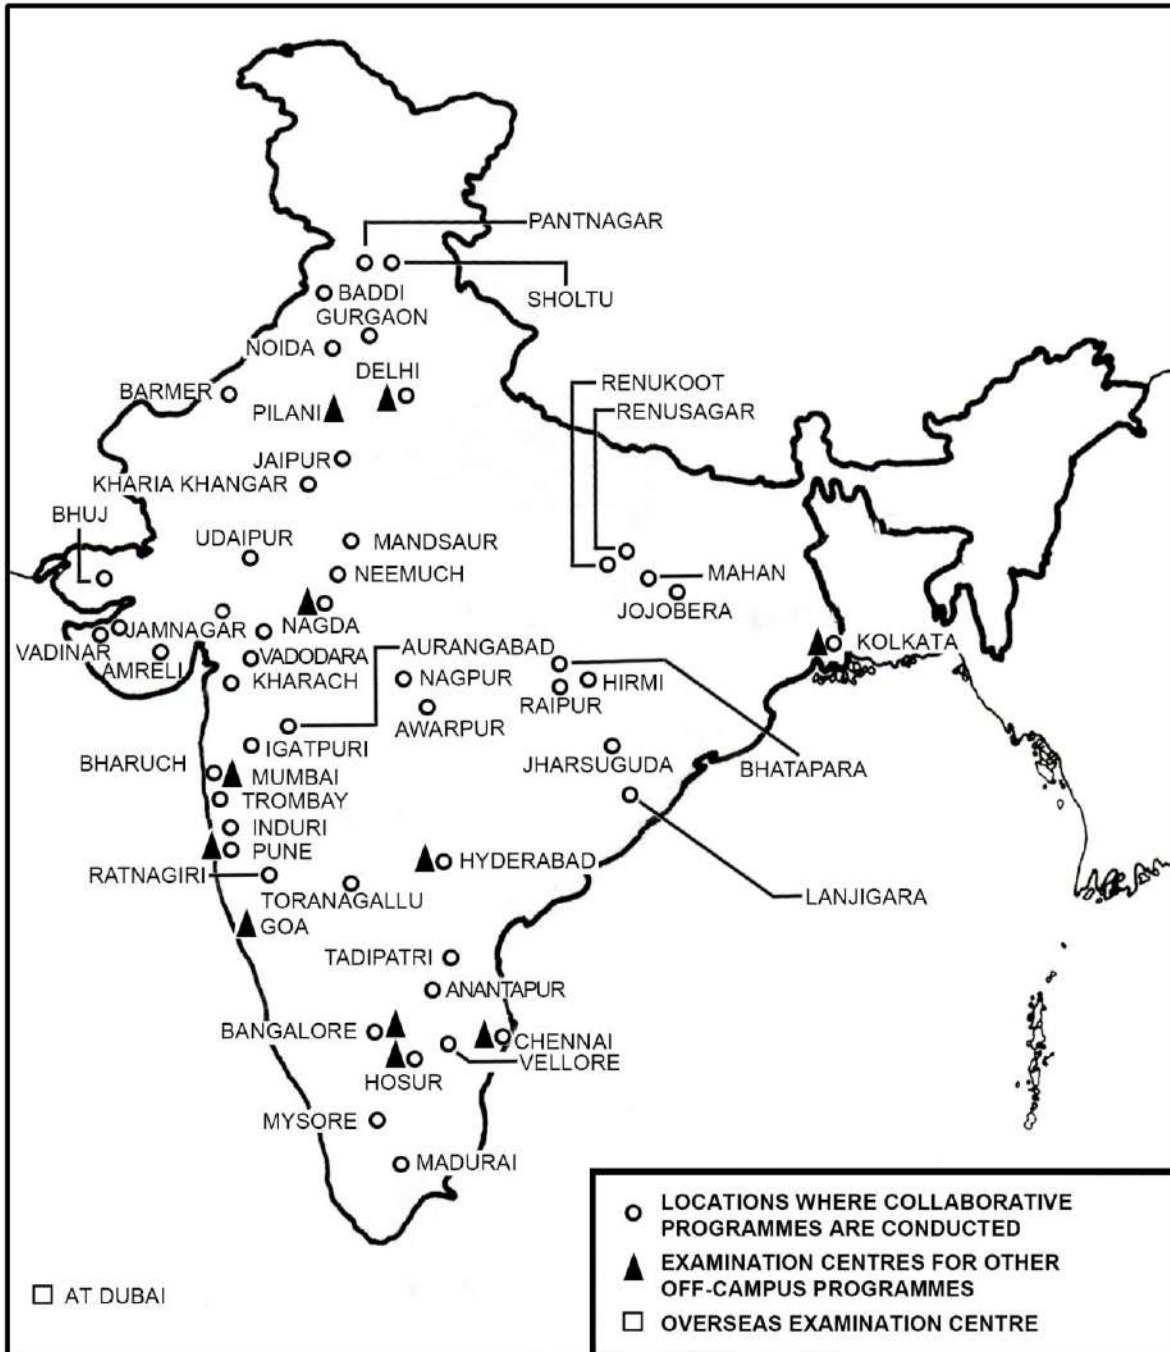 PANTNAGAR
SHOLTU
BADDI
GURGAON
NOIDA
DELHI
BARMER
PILANI
RENUKOOT
RENUSAGAR
JAIPUR
KHARIA KHANGAR
BHUJ
UDAIPUR
MANDSAUR
NEEMUCH
MAHAN
JOJOBERA
JAMNAGAR
NAGDA
VADINAR
AMRELI
VADODARA
AURANGABAD
KOLKATA
KHARACH
NAGPUR
HIRMI
RAIPUR
AWARPUR
IGATPURI
BHARUCH
MUMBAI
JHARSUGUDA
BHATAPARA
TROMBAY
INDURI
PUNE
HYDERABAD
RATNAGIRI
TORANAGALLU
LANJIGARA
GOA
TADIPATRI
ANANTAPUR
BANGALORE
CHENNAI
VELLORE
HOSUR
MYSORE
MADURAI
LOCATIONS WHERE COLLABORATIVE
PROGRAMMES ARE CONDUCTED
EXAMINATION CENTRES FOR OTHER
OFF-CAMPUS PROGRAMMES
OVERSEAS EXAMINATION CENTRE
AT DUBAI